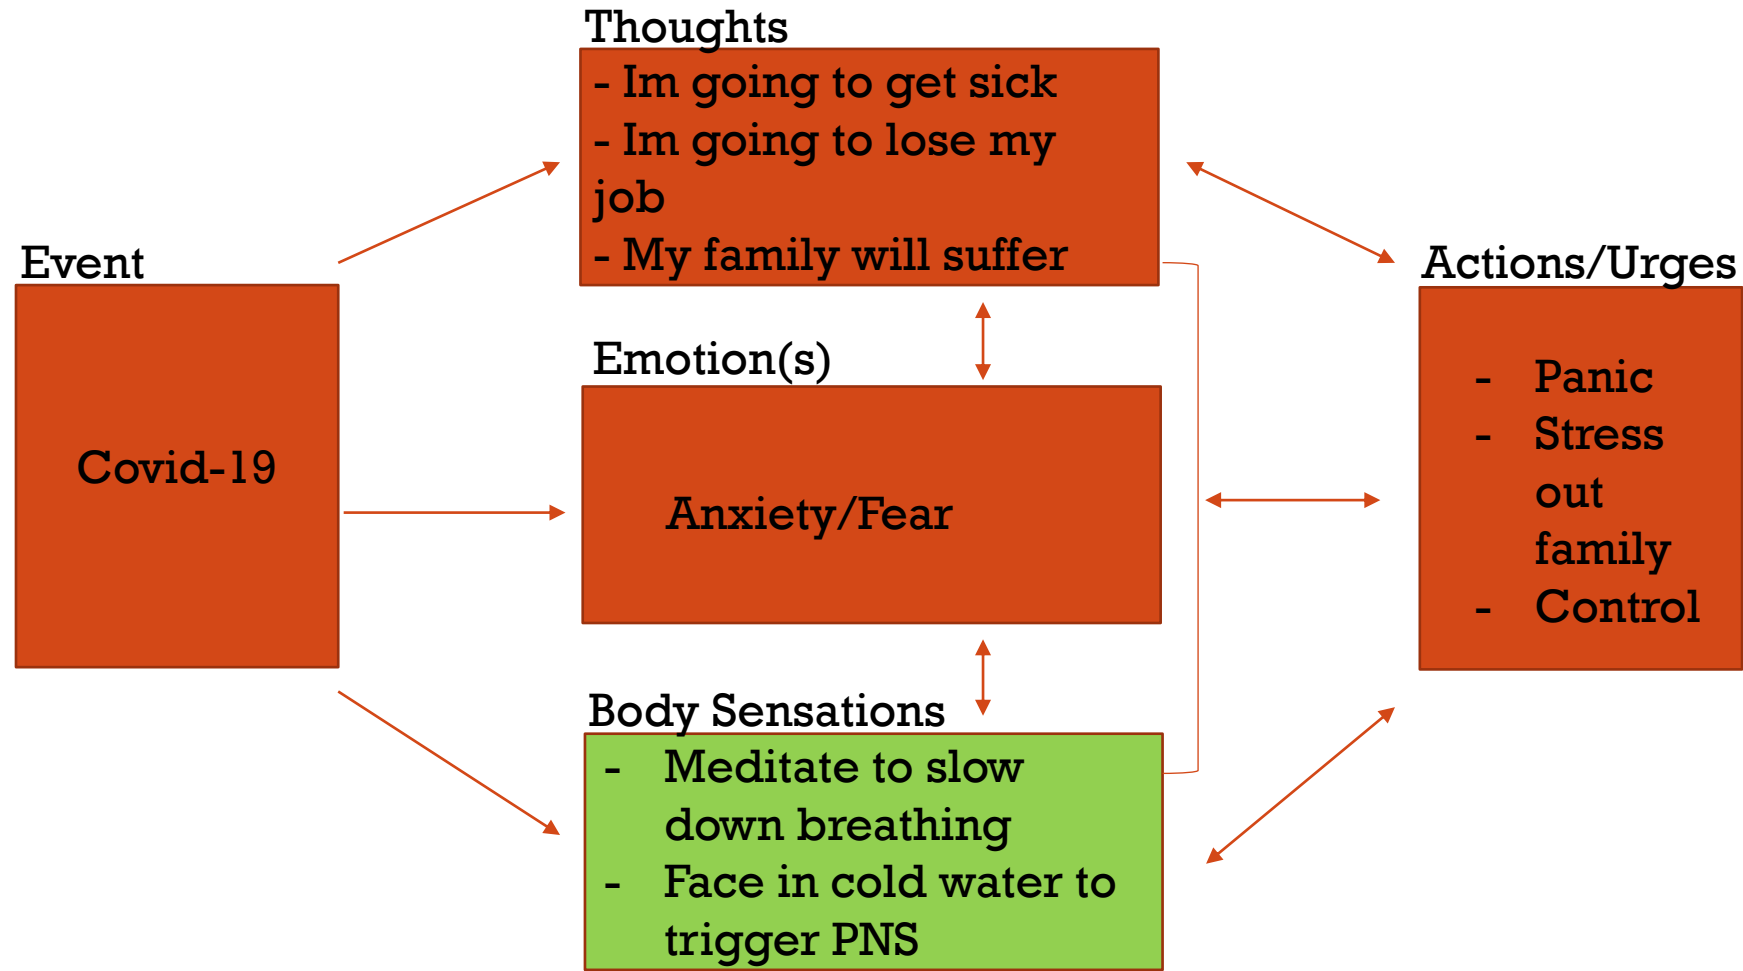 Thoughts
- Im going to get sick
- Im going to lose my
job
- My family will suffer
Event
Covid-19
Emotion(s)
Anxiety/Fear
Body Sensations
- Meditate to slow
down breathing
- Face in cold water to
trigger PNS
Actions/Urges
- Panic
- Stress
out
family
- Control